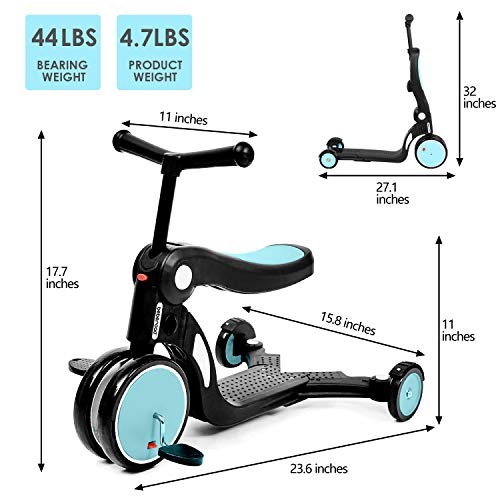 44LBS
BEARING
WEIGHT
4.7LBS
PRODUCT
WEIGHT
11 inches
32
inches
27.1
inches
17.7
inches
15.8 inches
11
inches
23.6 inches